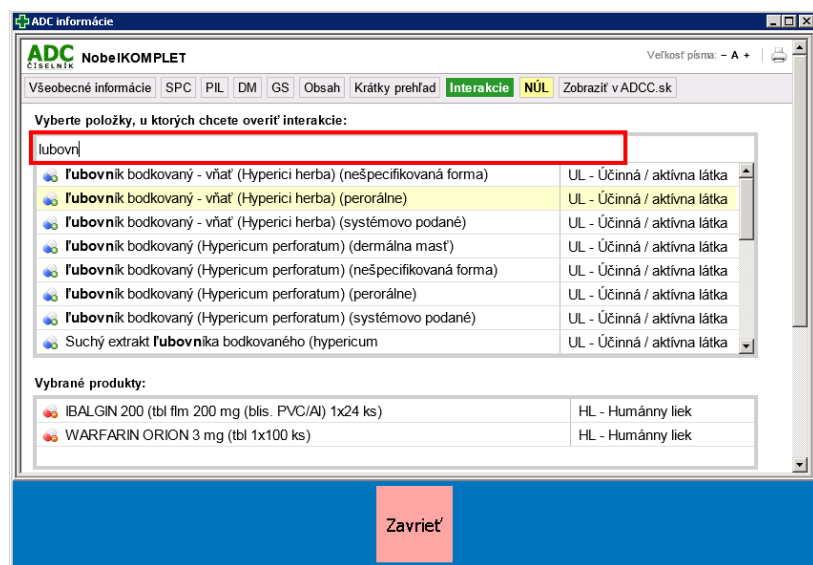 ADC informácie
ADC ČÍSELNÍK NobelKOMPLET Veľkosť písma: – A +
Všeobecné informácie SPC PIL DM GS Obsah Krátky prehľad Interakcie NÚL Zobraziť v ADCC.sk
Vyberte položky, u ktorých chcete overiť interakcie:
lubovn
ľubovník bodkovaný - vňať (Hyperici herba) (nešpecifikovaná forma) UL - Účinná / aktívna látka
ľubovník bodkovaný - vňať (Hyperici herba) (perorálne) UL - Účinná / aktívna látka
ľubovník bodkovaný - vňať (Hyperici herba) (systémovo podané) UL - Účinná / aktívna látka
ľubovník bodkovaný (Hypericum perforatum) (dermálna masť) UL - Účinná / aktívna látka
ľubovník bodkovaný (Hypericum perforatum) (nešpecifikovaná forma) UL - Účinná / aktívna látka
ľubovník bodkovaný (Hypericum perforatum) (perorálne) UL - Účinná / aktívna látka
ľubovník bodkovaný (Hypericum perforatum) (systémovo podané) UL - Účinná / aktívna látka
Suchý extrakt ľubovníka bodkovaného (hypericum UL - Účinná / aktívna látka
Vybrané produkty:
IBALGIN 200 (tbl flm 200 mg (blis. PVC/Al) 1x24 ks) HL - Humánny liek
WARFARIN ORION 3 mg (tbl 1x100 ks) HL - Humánny liek
Zavrieť